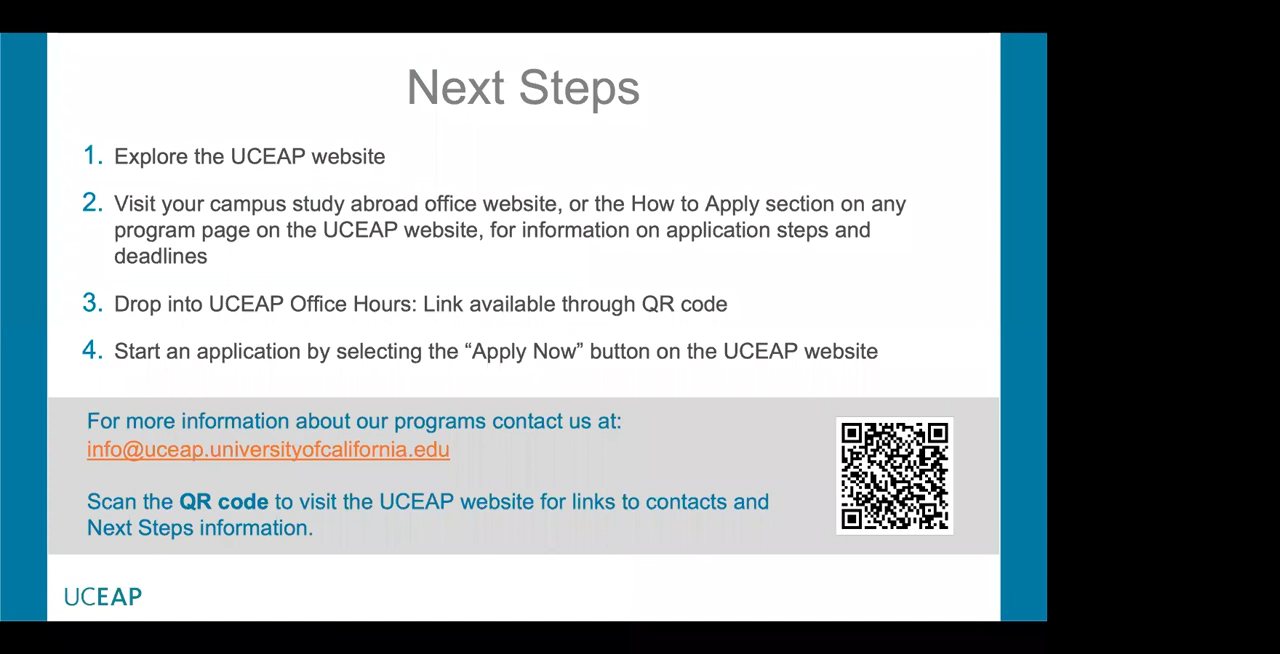 Next Steps
1. Explore the UCEAP website
2. Visit your campus study abroad office website, or the How to Apply section on any
program page on the UCEAP website, for information on application steps and
deadlines
3. Drop into UCEAP Office Hours: Link available through QR code
4. Start an application by selecting the “Apply Now” button on the UCEAP website
For more information about our programs contact us at:
info@uceap.universityofcalifornia.edu
Scan the QR code to visit the UCEAP website for links to contacts and
Next Steps information.
UCEAP